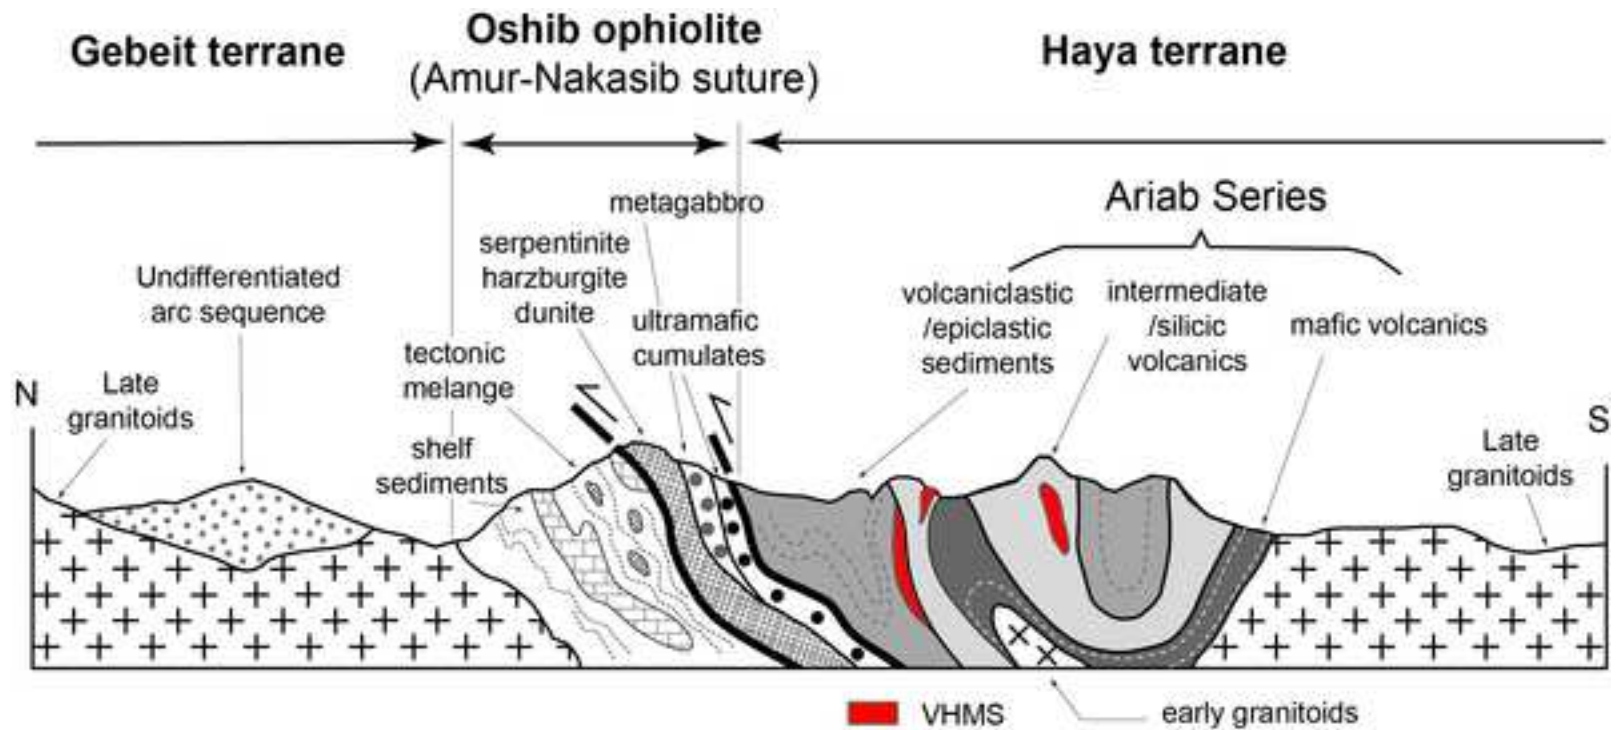 Gebeit terrane
Oshib ophiolite
(Amur-Nakasib suture)
Haya terrane
metagabbro
Ariab Series
serpentinite
harzburgite
dunite
Undifferentiated
arc sequence
ultramafic
cumulates
volcaniclastic
/epiclastic
sediments
intermediate
/silicic
volcanics
mafic volcanics
tectonic
melange
N
Late
granitoids
shelf
sediments
S
Late
granitoids
VHMS
early granitoids